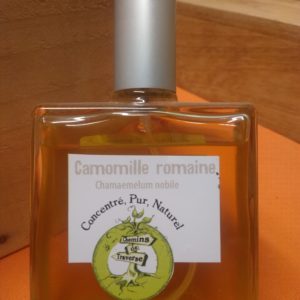 Camomille romaine
Chamaemelum nobile
Concentré, Pur, Naturel
Chemins
de
Traverse